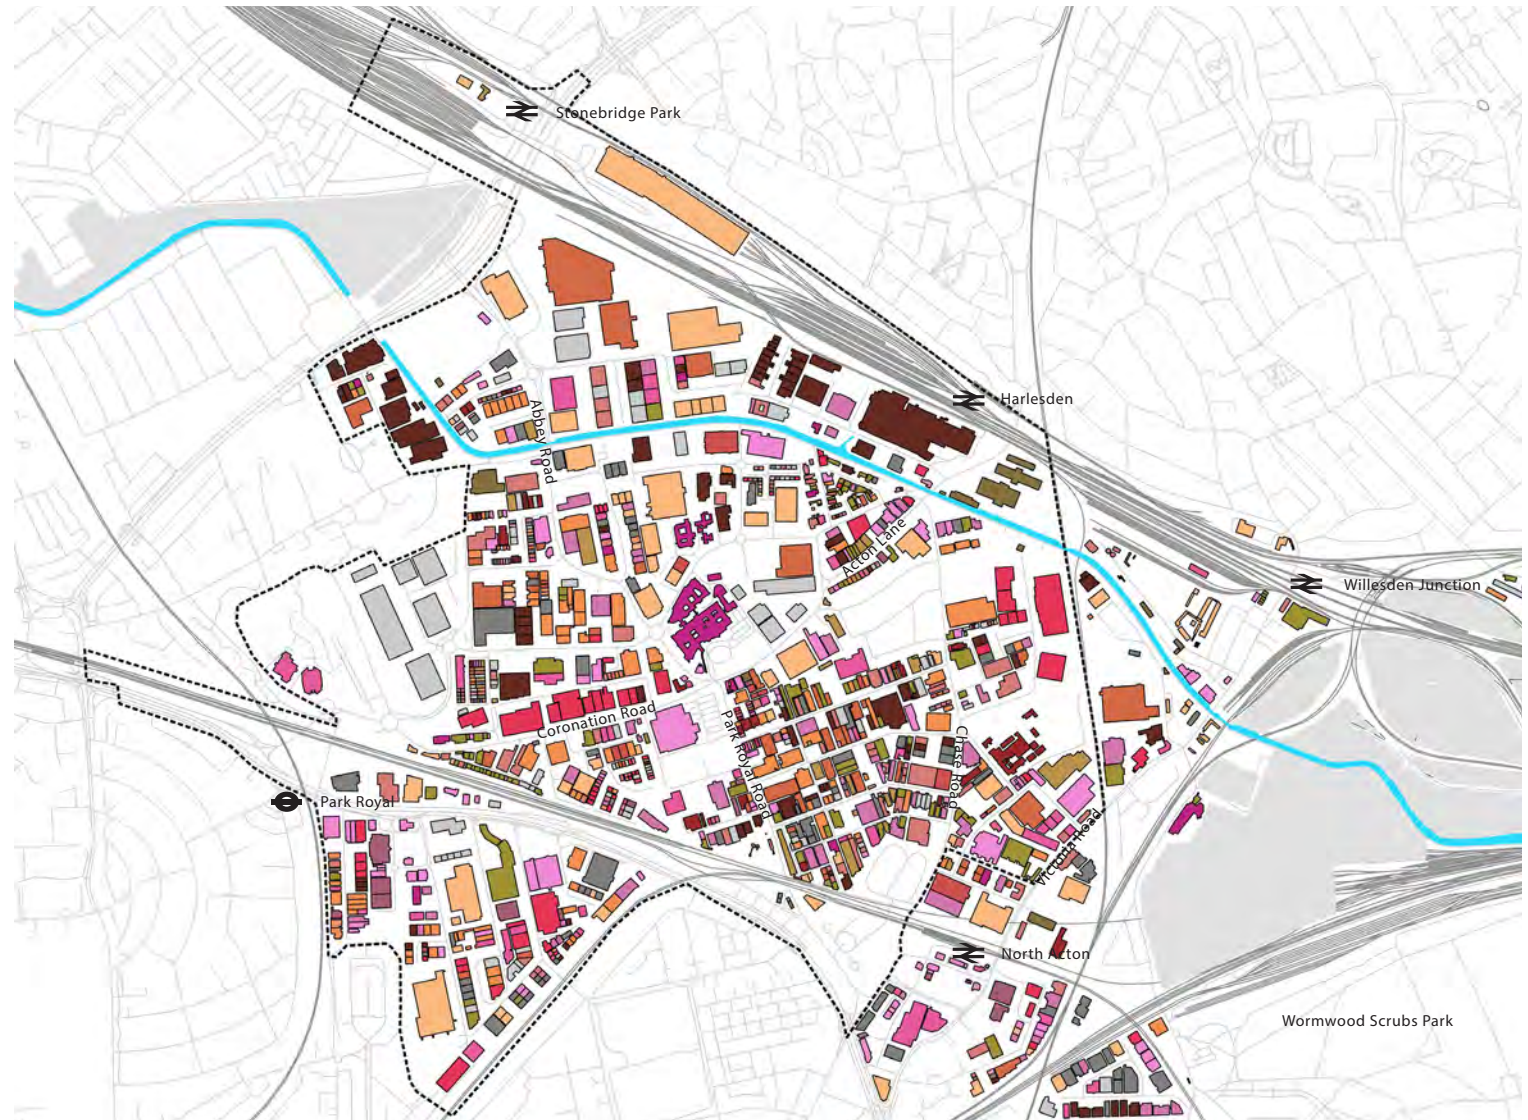 Stonebridge Park
Harlesden
Abbey Road
Acton Lane
Willesden Junction
Coronation Road
Park Royal Road
Chase Road
Park Royal
Victoria Road
North Acton
Wormwood Scrubs Park